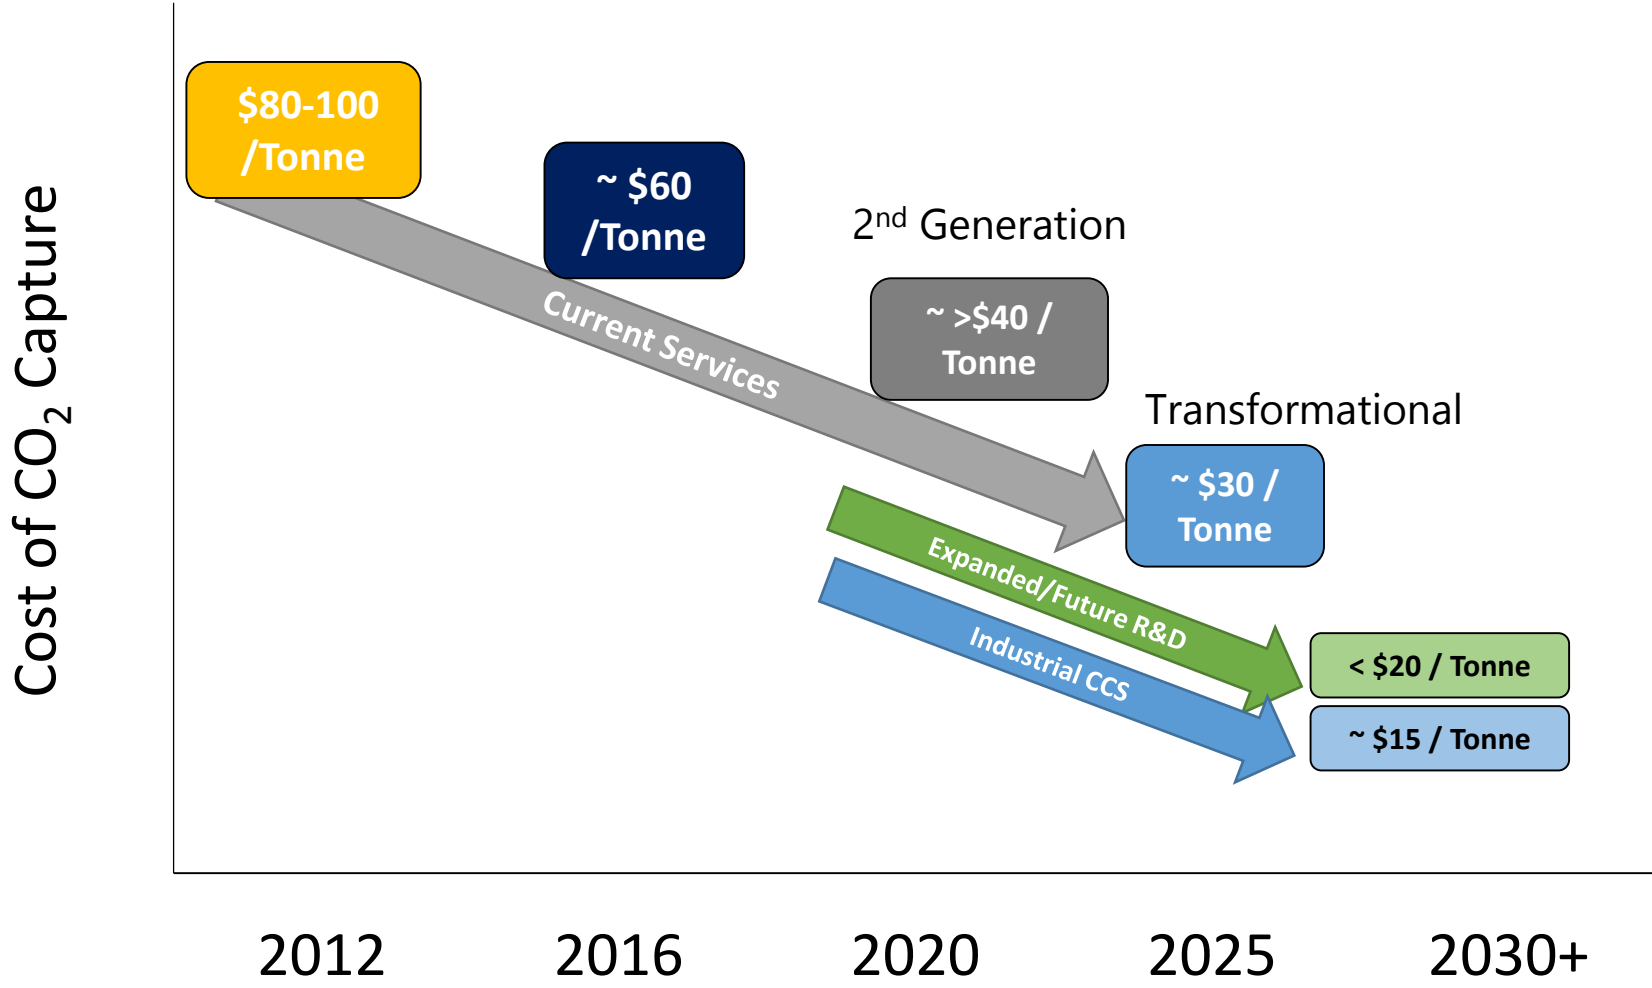 Cost of CO₂ Capture
$80-100
/Tonne
~ $60
/Tonne
2nd Generation
~ >$40 /
Tonne
Transformational
~ $30 /
Tonne
Current Services
Expanded/Future R&D
Industrial CCS
< $20 / Tonne
~ $15 / Tonne
2012
2016
2020
2025
2030+